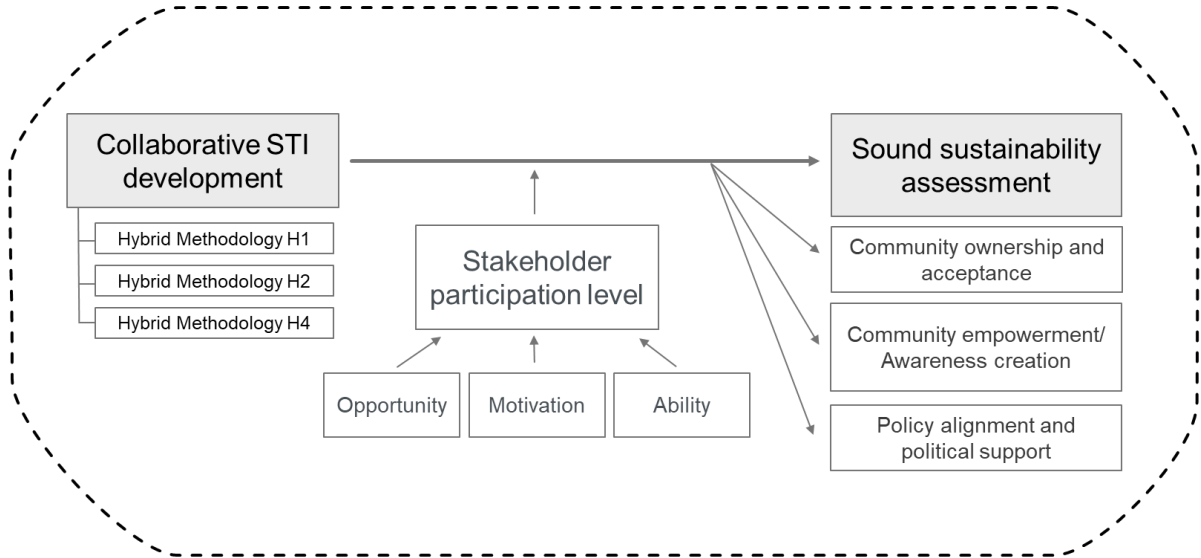 Collaborative STI
development
Hybrid Methodology H1
Hybrid Methodology H2
Hybrid Methodology H4
Stakeholder
participation level
Opportunity
Motivation
Ability
Sound sustainability
assessment
Community ownership and
acceptance
Community empowerment/
Awareness creation
Policy alignment and
political support